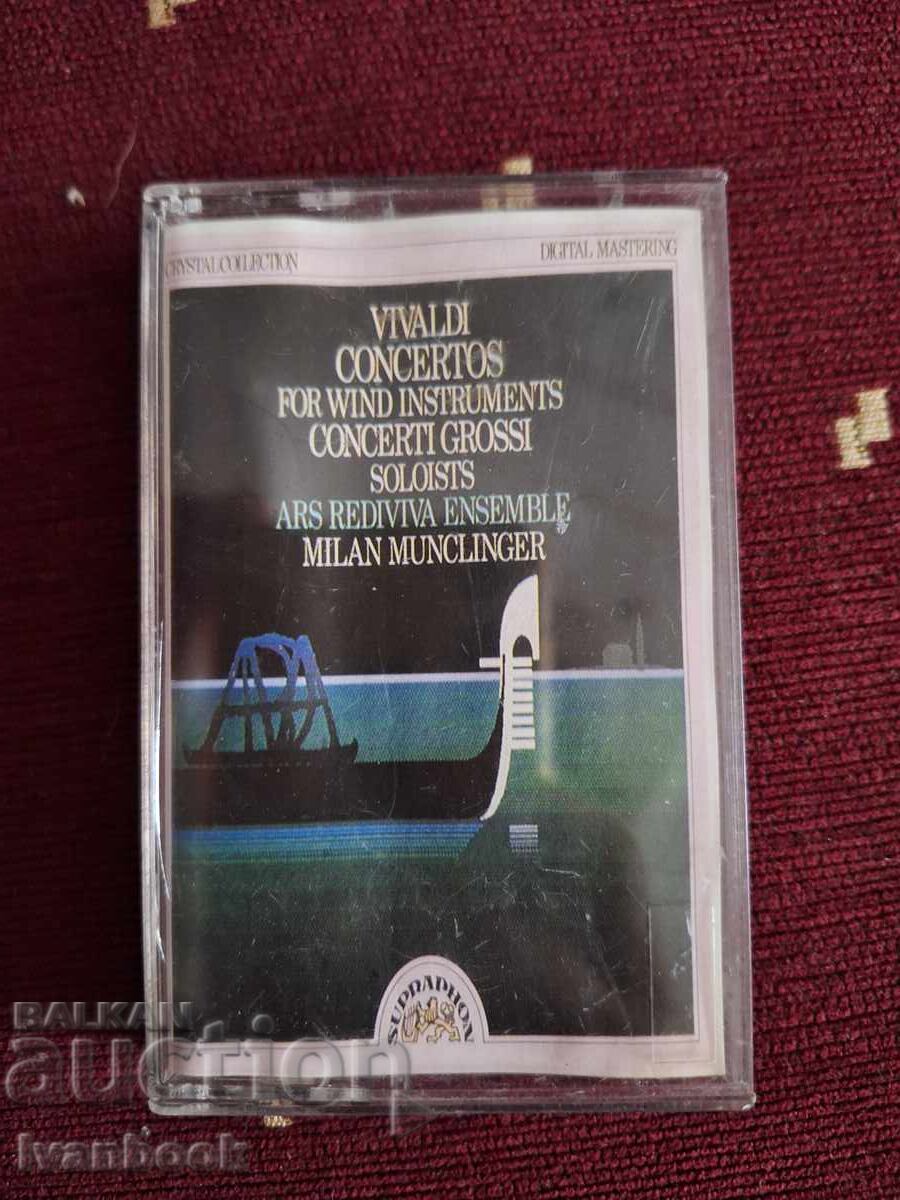 CRYSTAL COLLECTION DIGITAL MASTERING
VIVALDI
CONCERTOS
FOR WIND INSTRUMENTS
CONCERTI GROSSI
SOLOISTS
ARS REDIVIVA ENSEMBLE
MILAN MUNCLINGER
SUPRAPHON
BALKAN
auction
Ivanbook